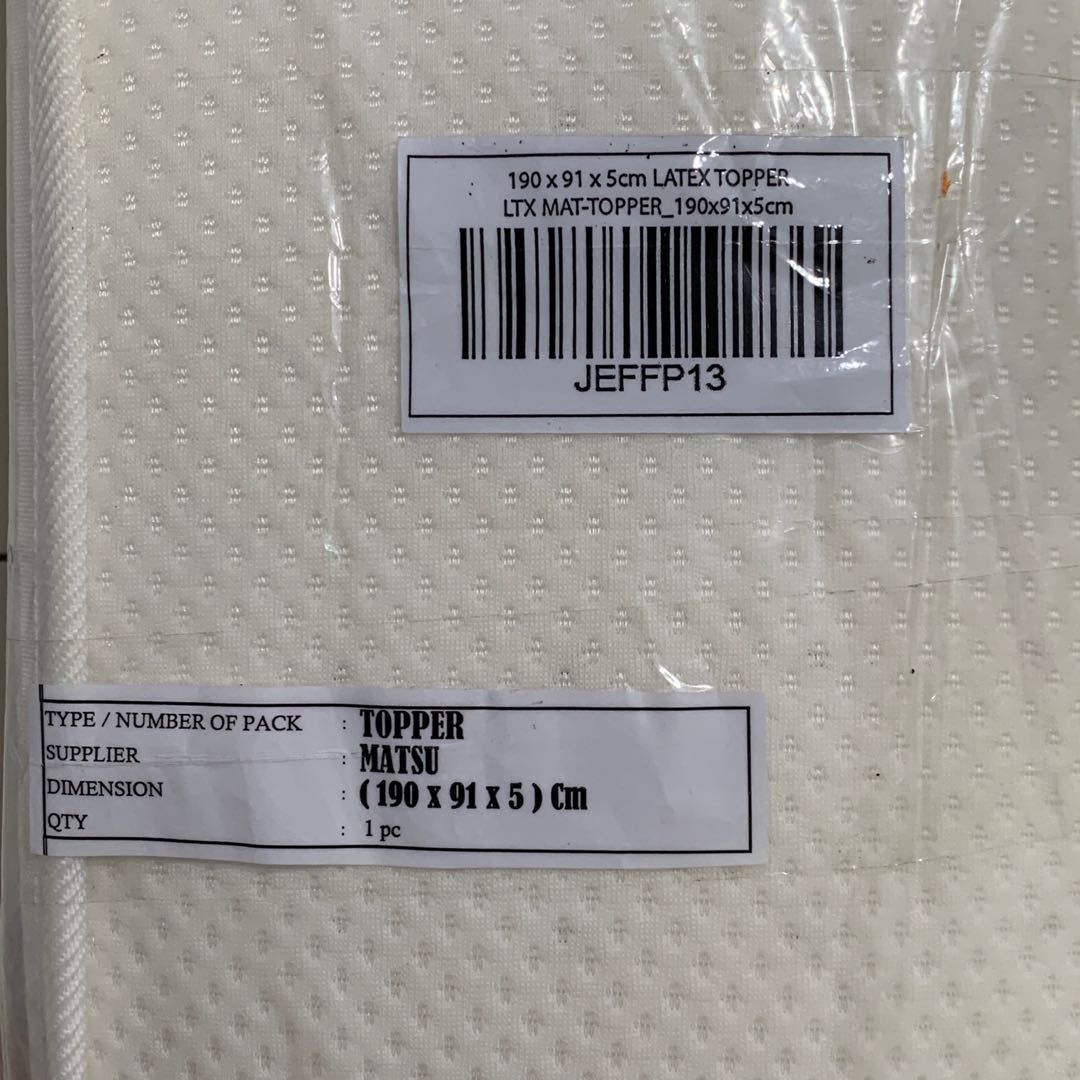 190 x 91 x 5cm LATEX TOPPER
LTX MAT-TOPPER_190x91x5cm
JEFFP13
TYPE / NUMBER OF PACK : TOPPER
SUPPLIER : MATSU
DIMENSION : ( 190 x 91 x 5 ) Cm
QTY : 1 pc